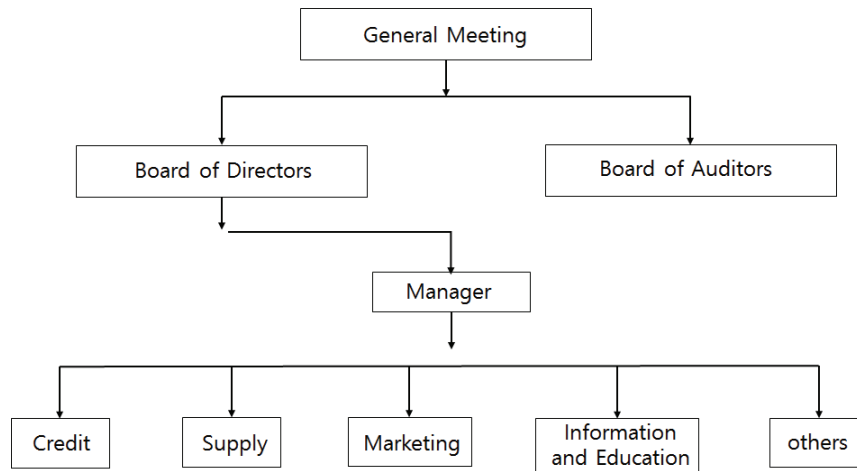 General Meeting
Board of Directors
Board of Auditors
Manager
Credit
Supply
Marketing
Information
and Education
others